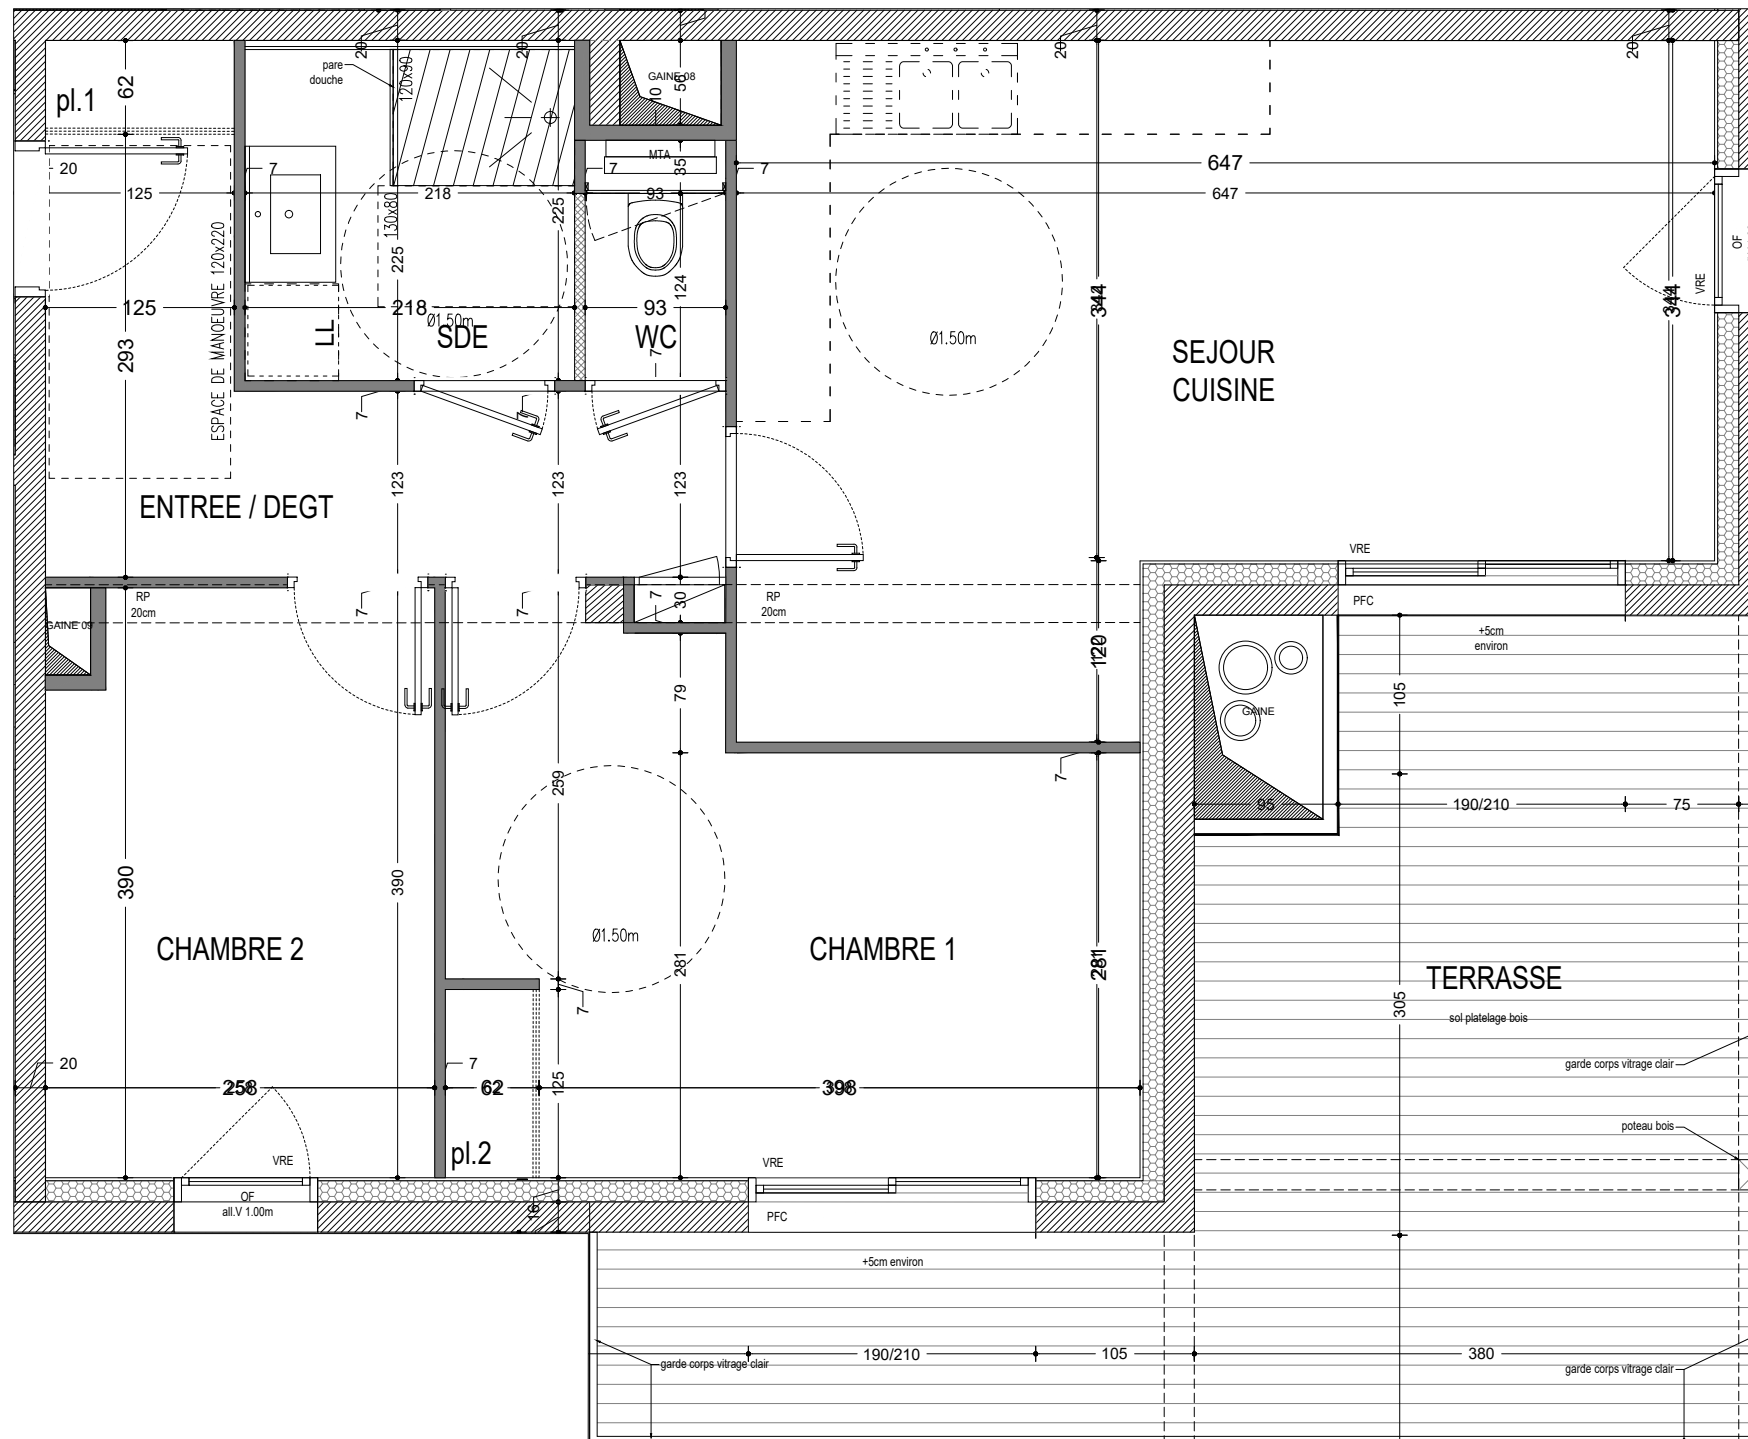 20
20
20
20
62
pl.1
pare
douche
120x90
GAINE 08
10
56
MTA
35
20
7
7
7
647
125
218
93
647
130x80
225
225
124
OF
VRE
125
218
93
Ø1.50m
LL
SDE
WC
7
344
Ø1.50m
SEJOUR
CUISINE
293
ESPACE DE MANOEUVRE 120x220
7
7
123
123
123
ENTREE / DEGT
VRE
RP
20cm
7
7
7
30
RP
20cm
PFC
GAINE 09
+5cm
environ
120
79
105
GAINE
7
259
95
190/210
75
390
390
Ø1.50m
CHAMBRE 2
CHAMBRE 1
281
281
TERRASSE
305
sol platelage bois
7
20
7
garde corps vitrage clair
258
62
125
398
poteau bois
pl.2
VRE
VRE
OF
all.V 1.00m
16
PFC
+5cm environ
190/210
105
380
garde corps vitrage clair
garde corps vitrage clair